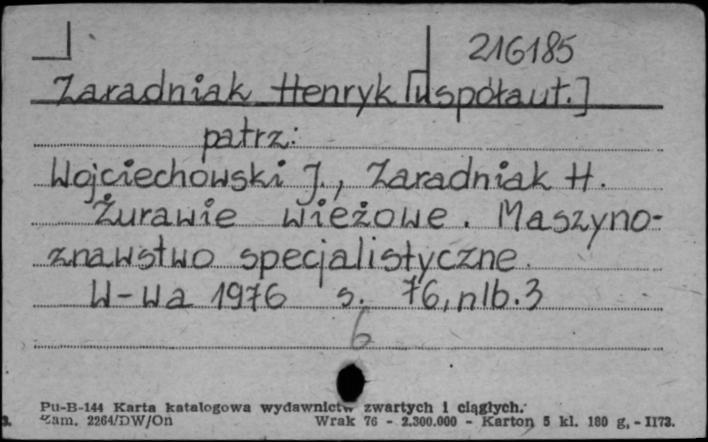 216185
Zaradniak Henryk [współaut.]
patrz:
Wojciechowski J., Zaradniak H.
Żurawie wieżowe. Maszyno-
znawstwo specjalistyczne.
W-wa 1976 s. 76, nlb. 3
6
Pu-B-144 Karta katalogowa wydawnictw zwartych i ciągłych.
Zam. 2264/DW/On Wrak 76 - 2.300.000 - Karton 5 kl. 180 g, - II73.